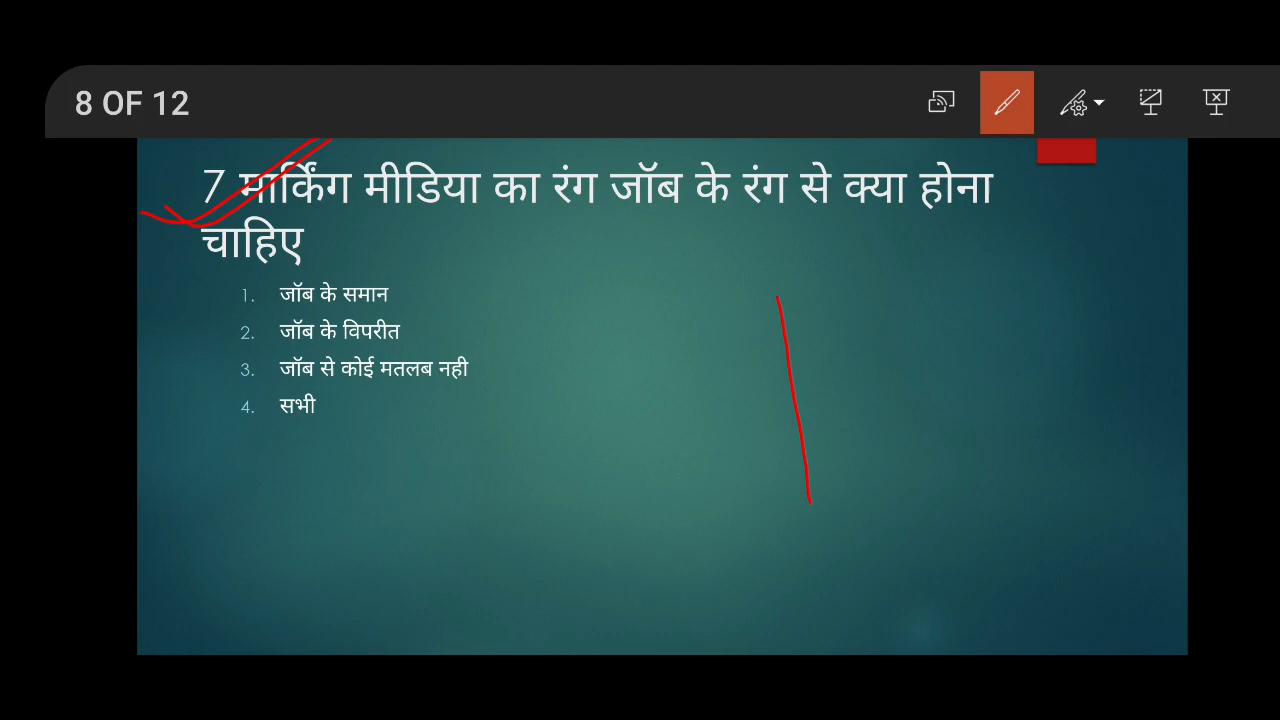 8 OF 12
7 मार्किंग मीडिया का रंग जॉब के रंग से क्या होना
चाहिए
1. जॉब के समान
2. जॉब के विपरीत
3. जॉब से कोई मतलब नही
4. सभी